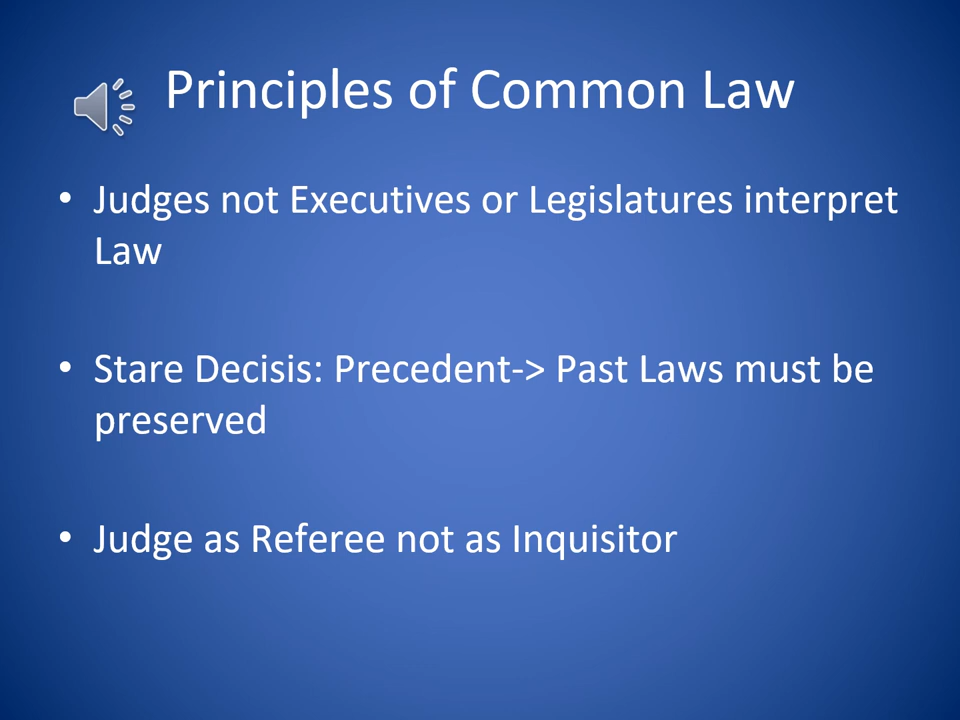 Principles of Common Law
• Judges not Executives or Legislatures interpret
Law
• Stare Decisis: Precedent-> Past Laws must be
preserved
• Judge as Referee not as Inquisitor